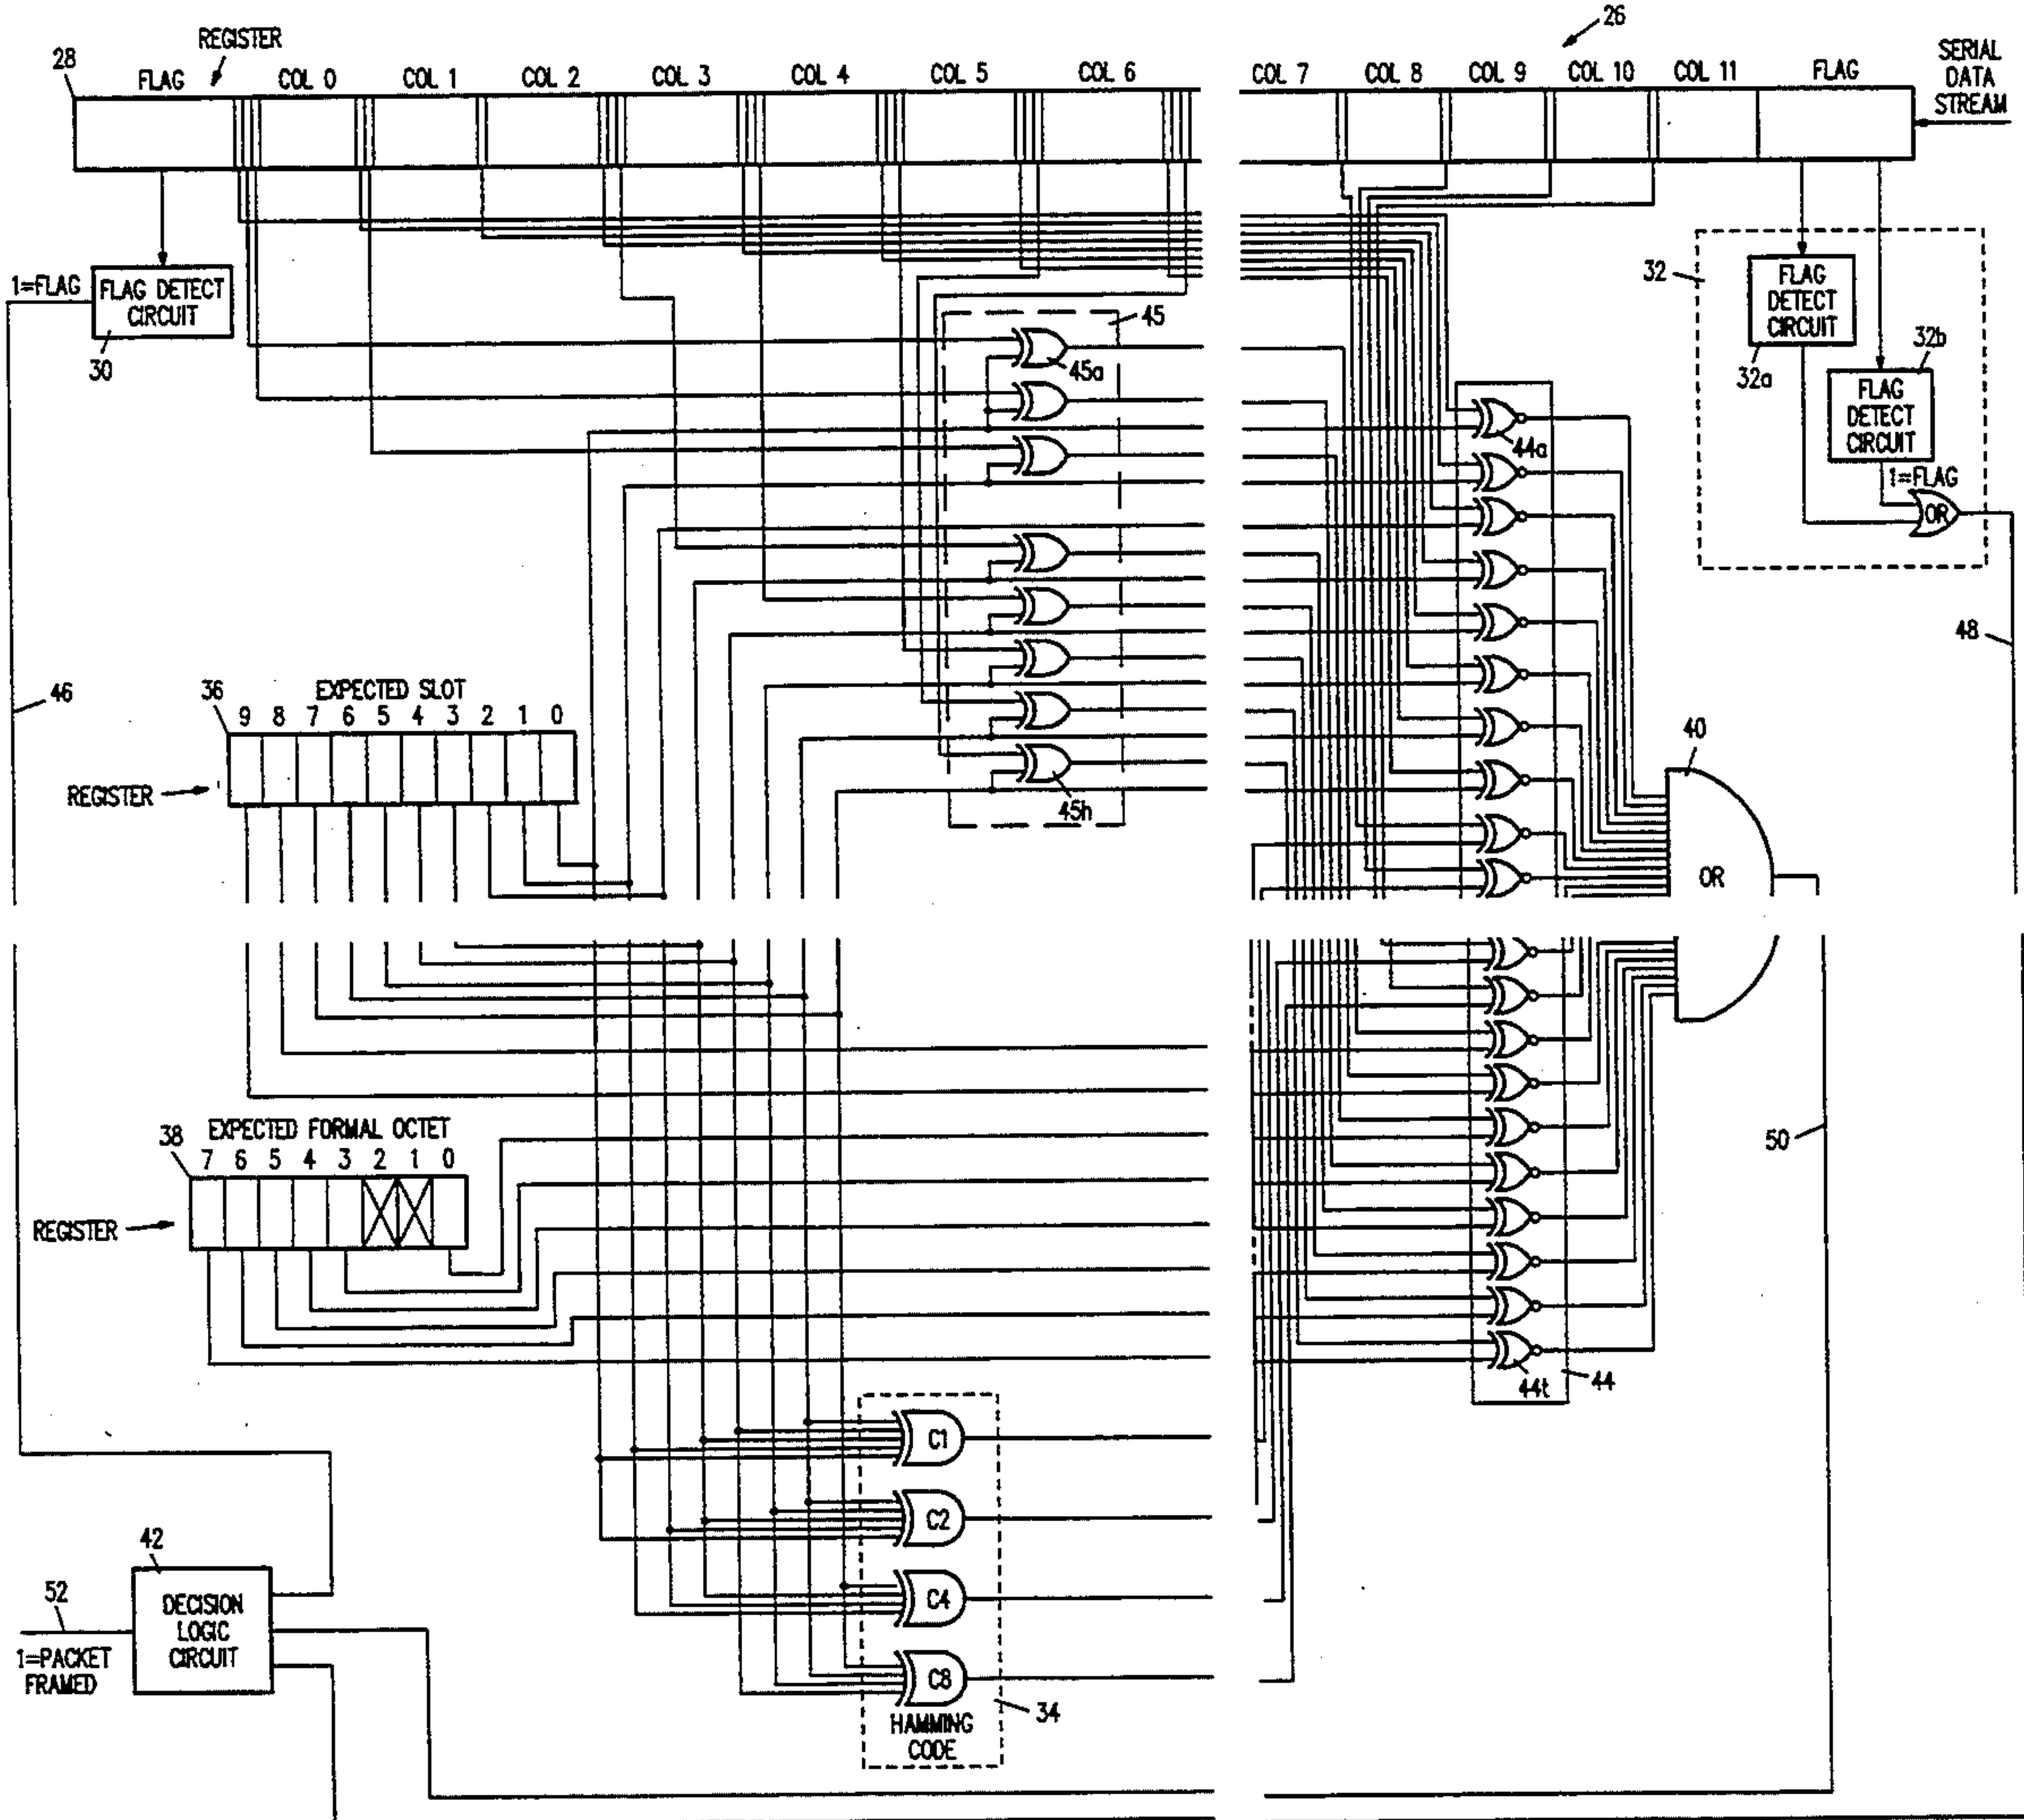 26
REGISTER
28
FLAG COL 0 COL 1 COL 2 COL 3 COL 4 COL 5 COL 6 COL 7 COL 8 COL 9 COL 10 COL 11 FLAG
SERIAL
DATA
STREAM
1=FLAG
FLAG DETECT
CIRCUIT
30
32
FLAG
DETECT
CIRCUIT
32a
32b
FLAG
DETECT
CIRCUIT
1=FLAG
OR
45
45a
44a
48
46
36
EXPECTED SLOT
9 8 7 6 5 4 3 2 1 0
REGISTER
45h
40
OR
38
EXPECTED FORMAL OCTET
7 6 5 4 3 2 1 0
REGISTER
50
44t
44
C1
C2
C4
C8
HAMMING
CODE
34
42
52
DECISION
LOGIC
CIRCUIT
1=PACKET
FRAMED